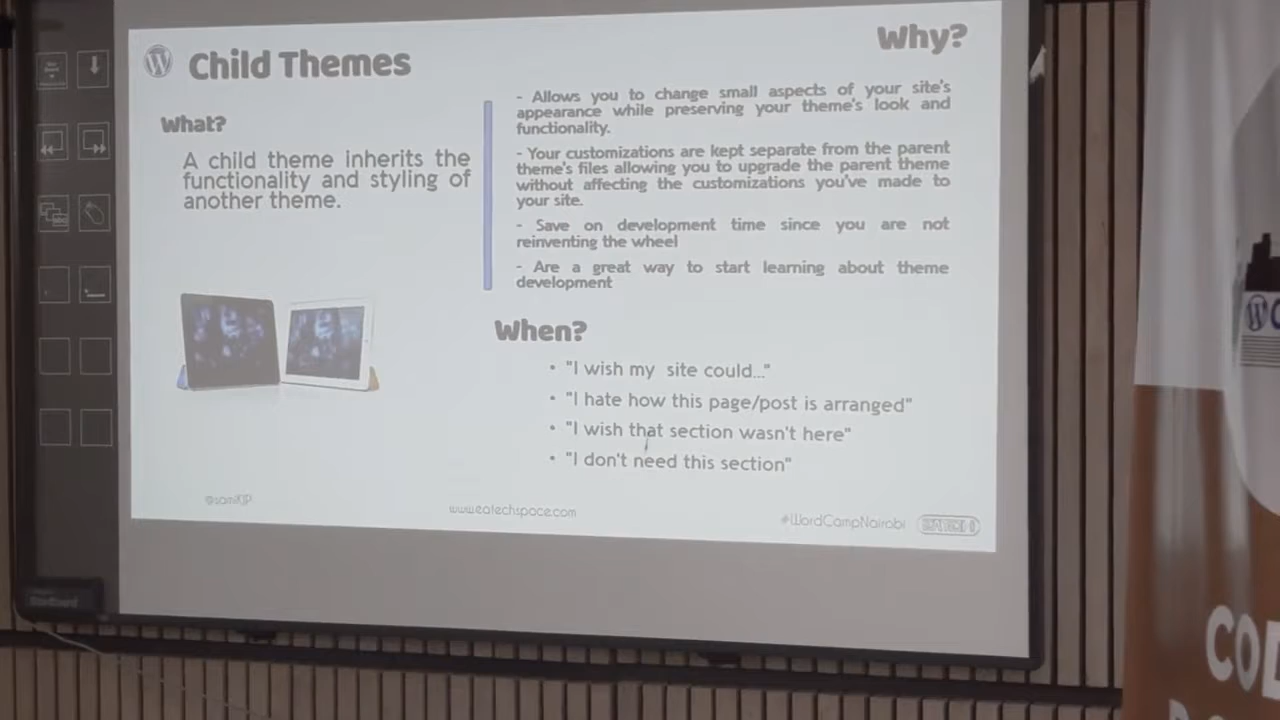 Child Themes
What?
A child theme inherits the
functionality and styling of
another theme.
Why?
- Allows you to change small aspects of your site's
appearance while preserving your theme's look and
functionality.
- Your customizations are kept separate from the parent
theme's files allowing you to upgrade the parent theme
without affecting the customizations you've made to
your site.
- Save on development time since you are not
reinventing the wheel
- Are a great way to start learning about theme
development
When?
• "I wish my site could..."
• "I hate how this page/post is arranged"
• "I wish that section wasn't here"
• "I don't need this section"
www.eatechspace.com
#WordCampNairobi